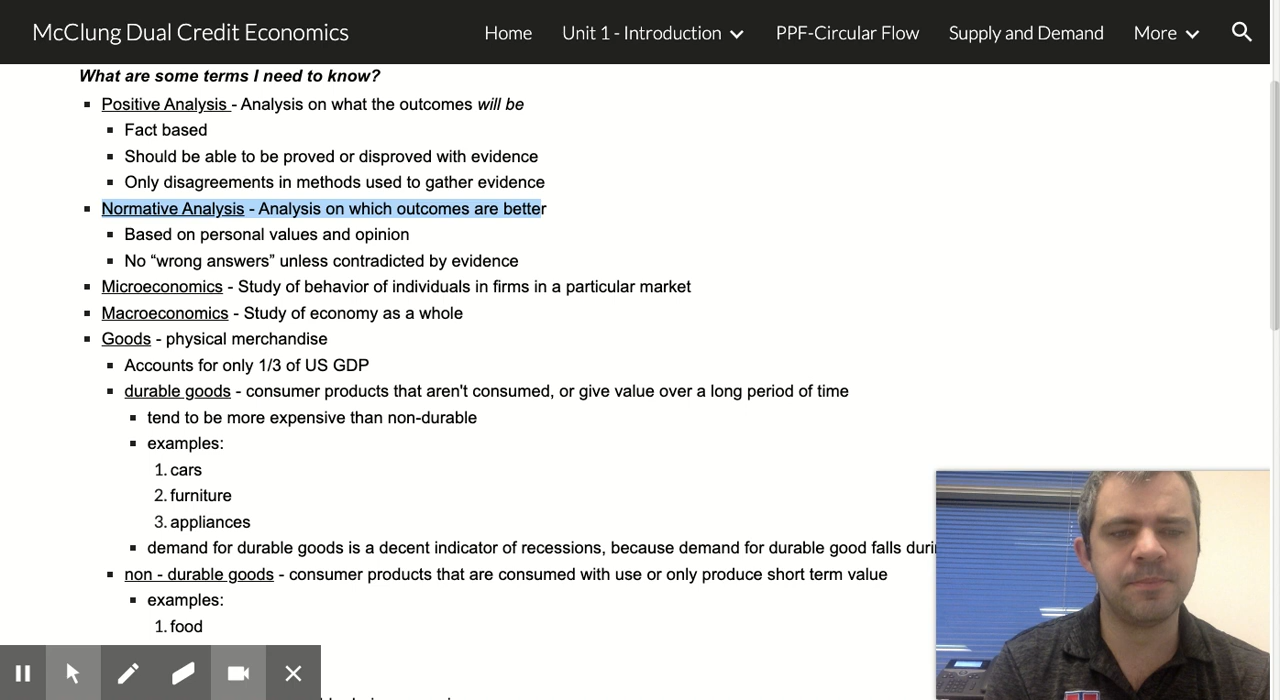 McClung Dual Credit Economics Home Unit 1 - Introduction PPF-Circular Flow Supply and Demand More
What are some terms I need to know?
Positive Analysis - Analysis on what the outcomes will be
Fact based
Should be able to be proved or disproved with evidence
Only disagreements in methods used to gather evidence
Normative Analysis - Analysis on which outcomes are better
Based on personal values and opinion
No “wrong answers” unless contradicted by evidence
Microeconomics - Study of behavior of individuals in firms in a particular market
Macroeconomics - Study of economy as a whole
Goods - physical merchandise
Accounts for only 1/3 of US GDP
durable goods - consumer products that aren't consumed, or give value over a long period of time
tend to be more expensive than non-durable
examples:
1. cars
2. furniture
3. appliances
demand for durable goods is a decent indicator of recessions, because demand for durable good falls
non - durable goods - consumer products that are consumed with use or only produce short term value
examples:
1. food